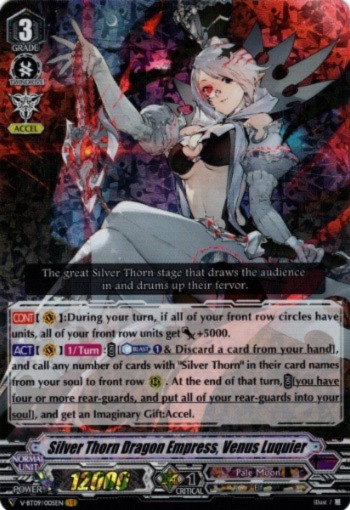 3
GRADE
TWIN DRIVE
ACCEL
The great Silver Thorn stage that draws the audience
in and drums up their fervor.
CONT[ ]:During your turn, if all of your front row circles have
units, all of your front row units get +5000.
ACT[ ] 1/Turn :[BLAST 1 & Discard a card from your hand],
and call any number of cards with "Silver Thorn" in their card names
from your soul to front row . At the end of that turn, [you have
four or more rear-guards, and put all of your rear-guards into your
soul], and get an Imaginary Gift:Accel.
Silver Thorn Dragon Empress, Venus Luquier
NORMAL
UNIT
POWER
12000
1
CRITICAL
Pale Moon
Elf
V-BT09/005EN
Illust /